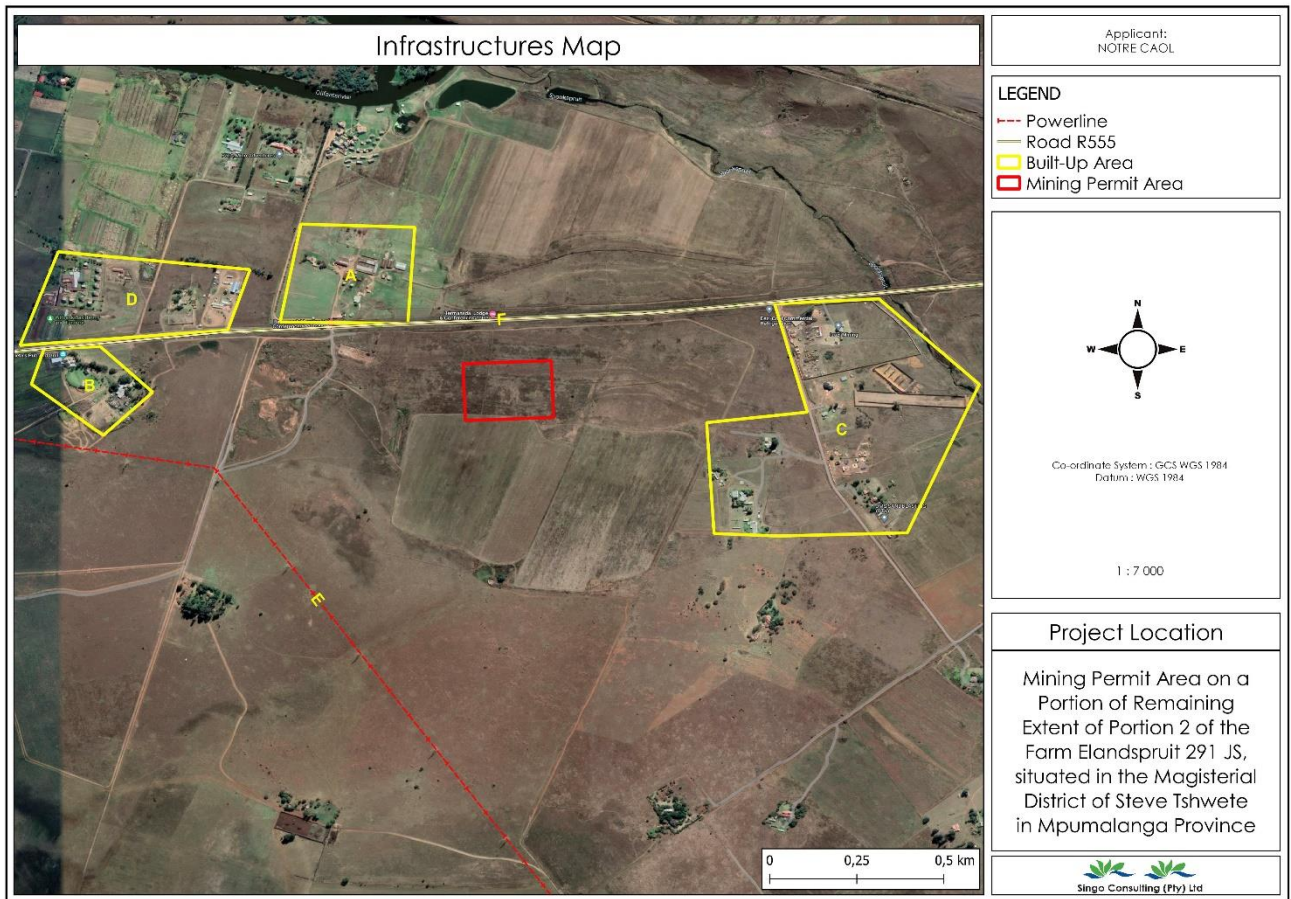 Infrastructures Map
Applicant:
NOTRE CAOL
LEGEND
Powerline
Road R555
Built-Up Area
Mining Permit Area
N
W E
S
Co-ordinate System : GCS WGS 1984
Datum : WGS 1984
1 : 7 000
Project Location
Mining Permit Area on a
Portion of Remaining
Extent of Portion 2 of the
Farm Elandspruit 291 JS,
situated in the Magisterial
District of Steve Tshwete
in Mpumalanga Province
Singo Consulting (Pty) Ltd
A
D
F
B
C
E
0 0,25 0,5 km